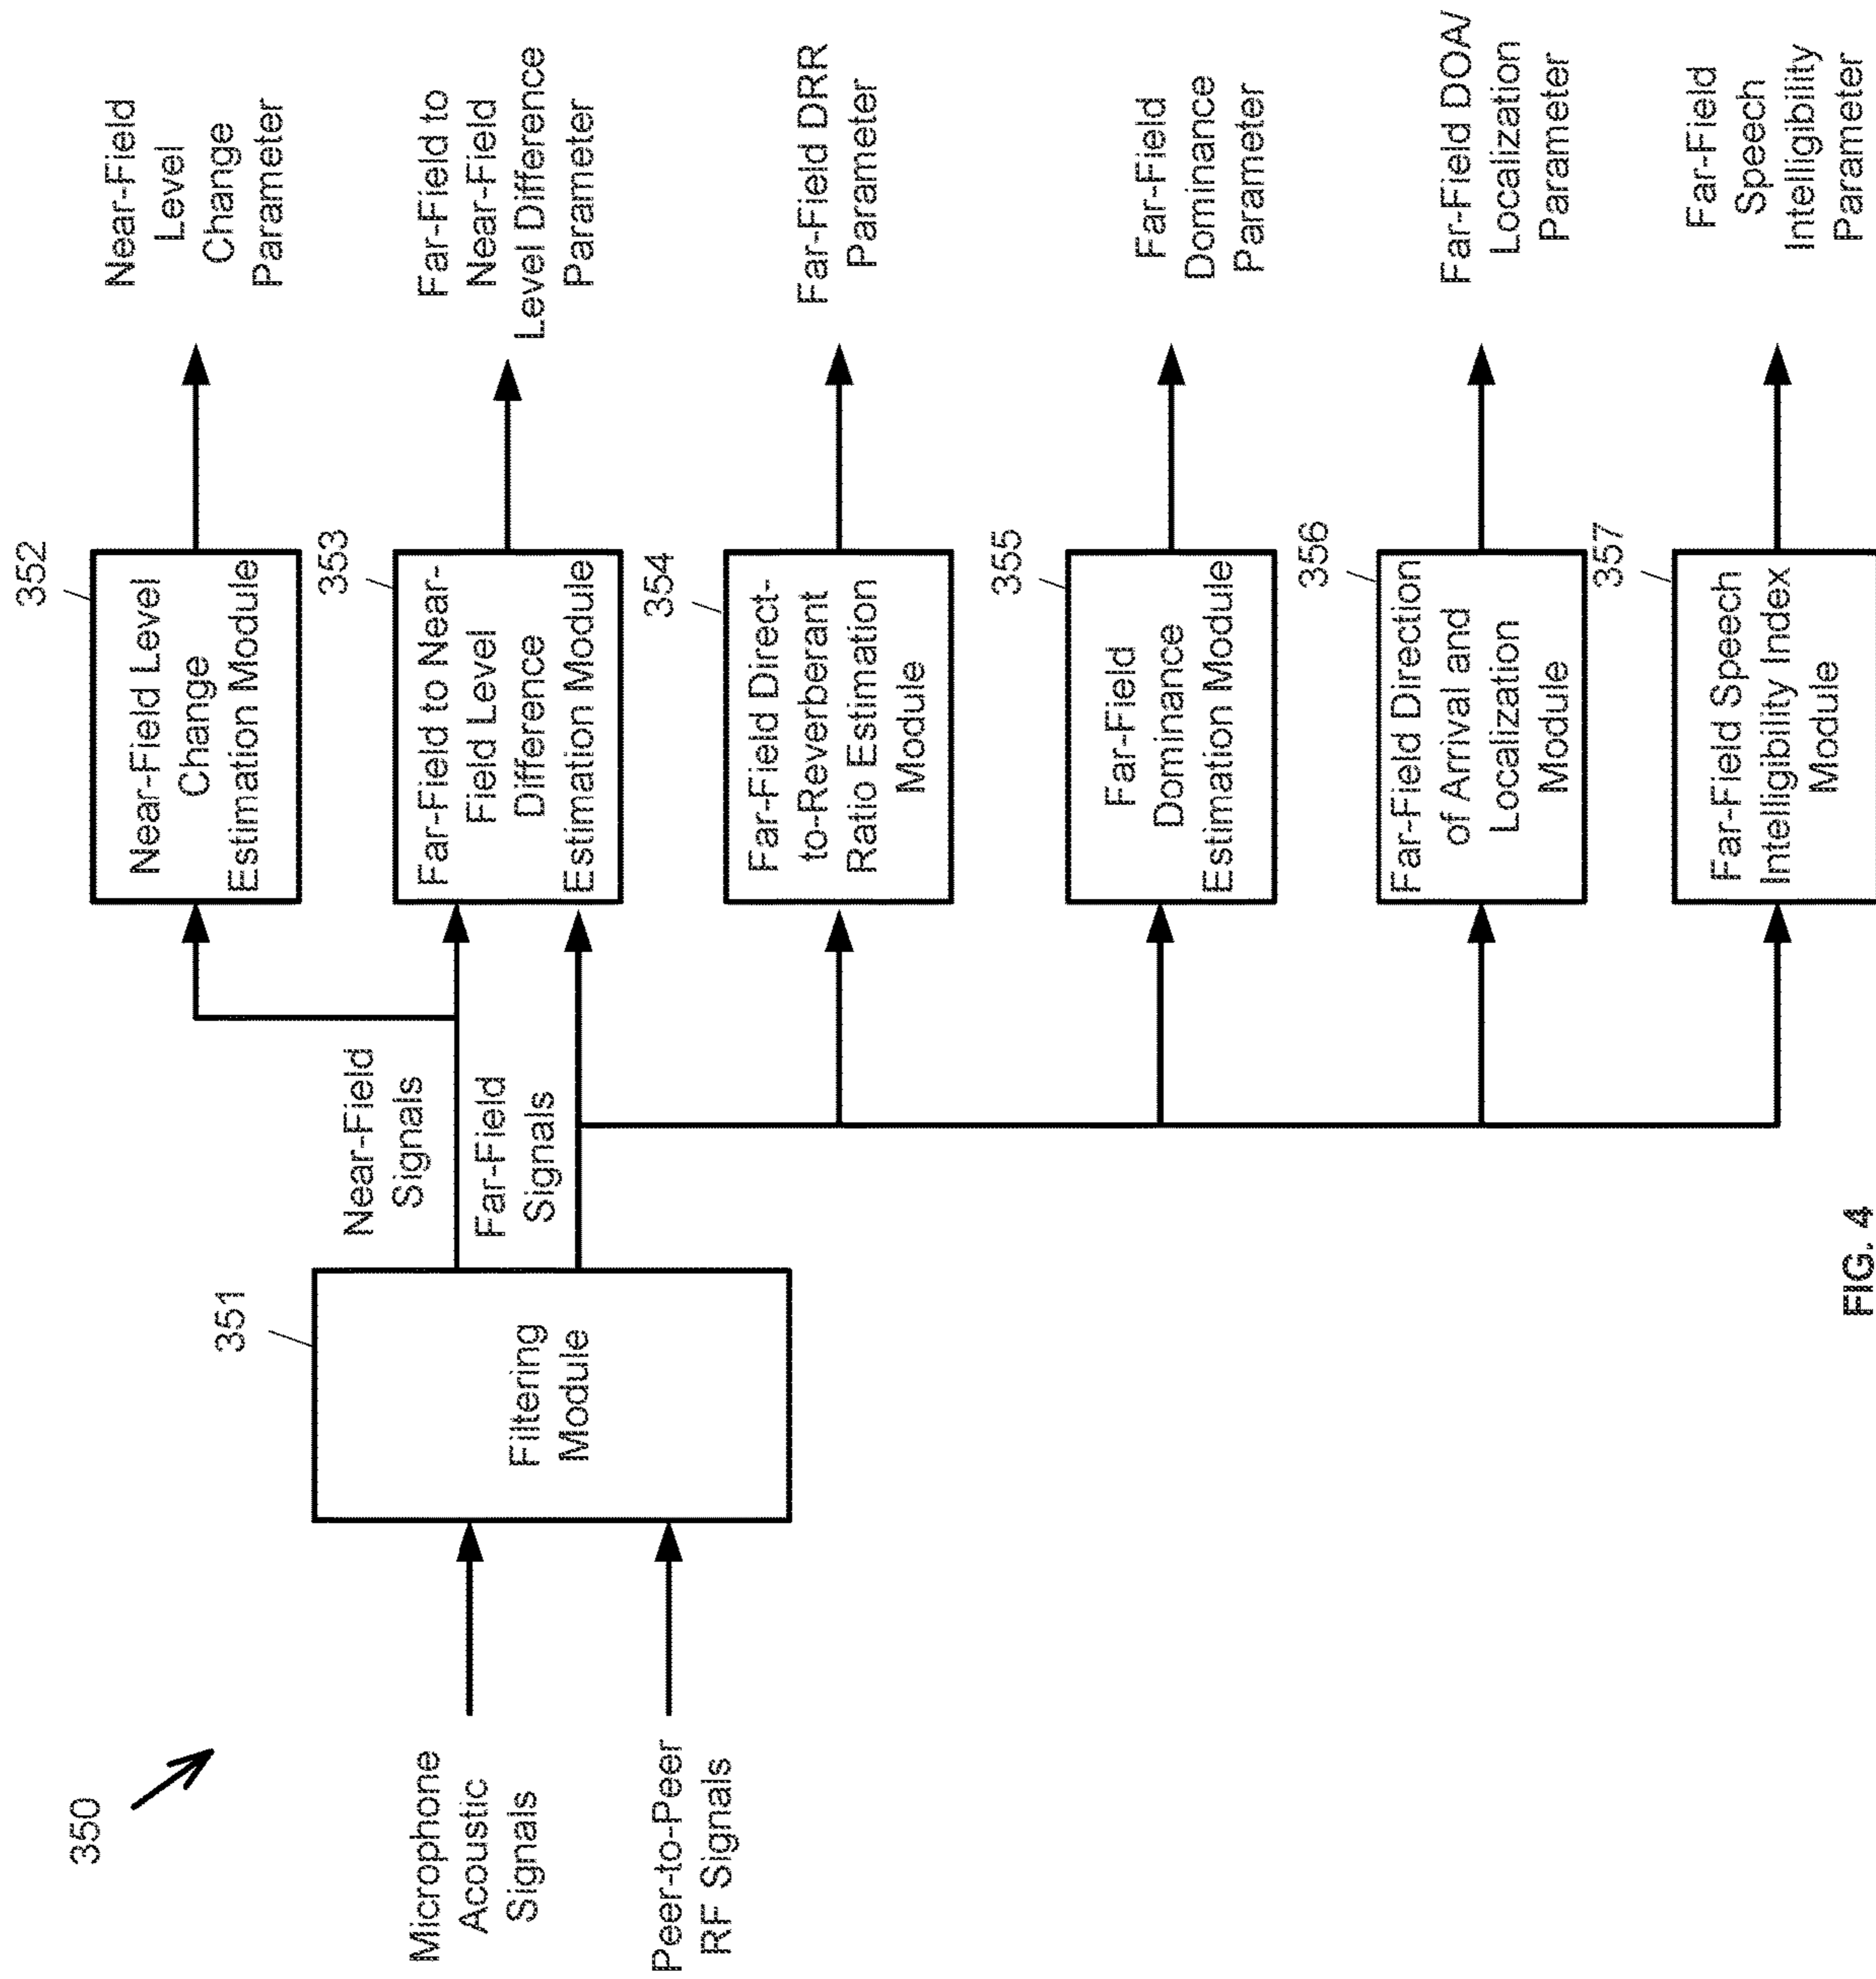 350
Microphone
Acoustic
Signals
Peer-to-Peer
RF Signals
351
Filtering
Module
Near-Field
Signals
Far-Field
Signals
352
Near-Field Level
Change
Estimation Module
Near-Field
Level
Change
Parameter
353
Far-Field to Near-
Field Level
Difference
Estimation Module
Far-Field to
Near-Field
Level Difference
Parameter
354
Far-Field Direct-
to-Reverberant
Ratio Estimation
Module
Far-Field DRR
Parameter
355
Far-Field
Dominance
Estimation Module
Far-Field
Dominance
Parameter
356
Far-Field Direction
of Arrival and
Localization
Module
Far-Field DOA/
Localization
Parameter
357
Far-Field Speech
Intelligibility Index
Module
Far-Field
Speech
Intelligibility
Parameter
FIG. 4